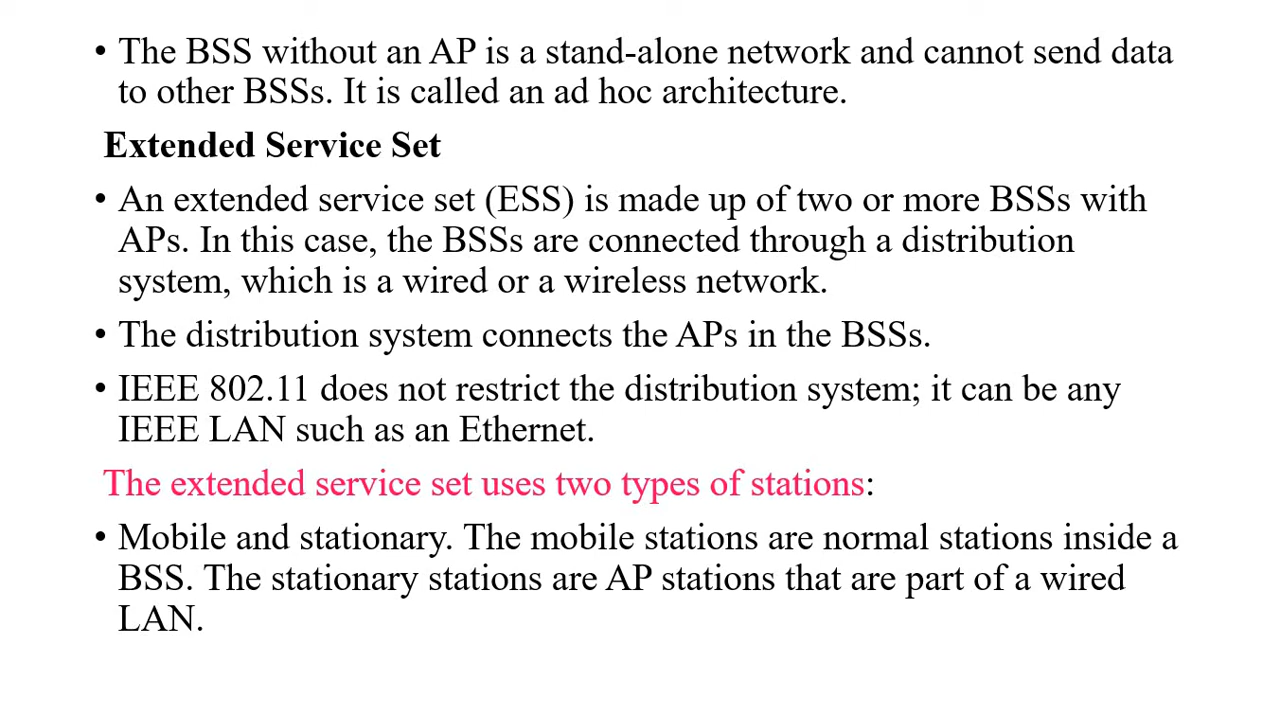 • The BSS without an AP is a stand-alone network and cannot send data
to other BSSs. It is called an ad hoc architecture.
Extended Service Set
• An extended service set (ESS) is made up of two or more BSSs with
APs. In this case, the BSSs are connected through a distribution
system, which is a wired or a wireless network.
• The distribution system connects the APs in the BSSs.
• IEEE 802.11 does not restrict the distribution system; it can be any
IEEE LAN such as an Ethernet.
The extended service set uses two types of stations:
• Mobile and stationary. The mobile stations are normal stations inside a
BSS. The stationary stations are AP stations that are part of a wired
LAN.